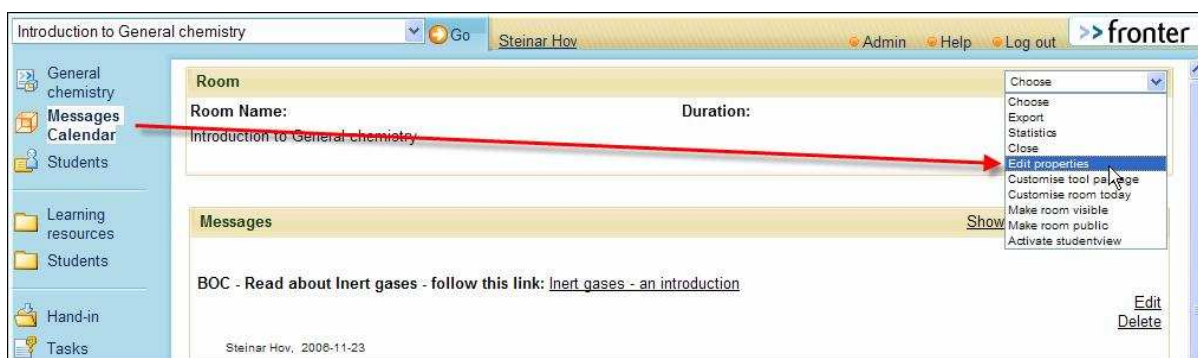 Introduction to General chemistry
Go
Steinar Hov
Admin
Help
Log out
>> fronter
General
chemistry
Messages
Calendar
Students
Learning
resources
Students
Hand-in
Tasks
Room
Choose
Room Name:
Duration:
Introduction to General chemistry
Choose
Export
Statistics
Close
Edit properties
Customise tool package
Customise room today
Make room visible
Make room public
Activate studentview
Messages
Show
BOC - Read about Inert gases - follow this link: Inert gases - an introduction
Edit
Delete
Steinar Hov, 2006-11-23